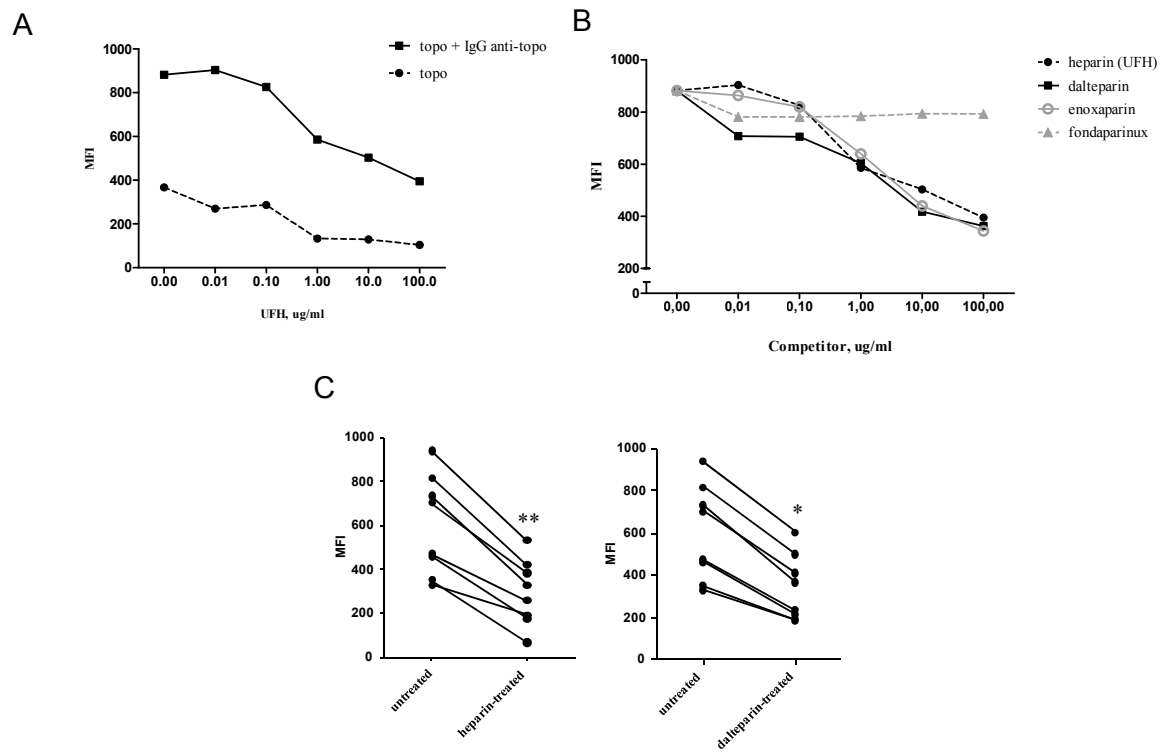 A
1000
800
600
400
200
0
MFI
0.00 0.01 0.10 1.00 10.0 100.0
UFH, ug/ml
topo + IgG anti-topo
topo
B
1000
800
600
400
200
0
MFI
0,00 0,01 0,10 1,00 10,00 100,00
Competitor, ug/ml
heparin (UFH)
dalteparin
enoxaparin
fondaparinux
C
1000
800
600
400
200
0
MFI
**
untreated
heparin-treated
1000
800
600
400
200
0
MFI
*
untreated
dalteparin-treated